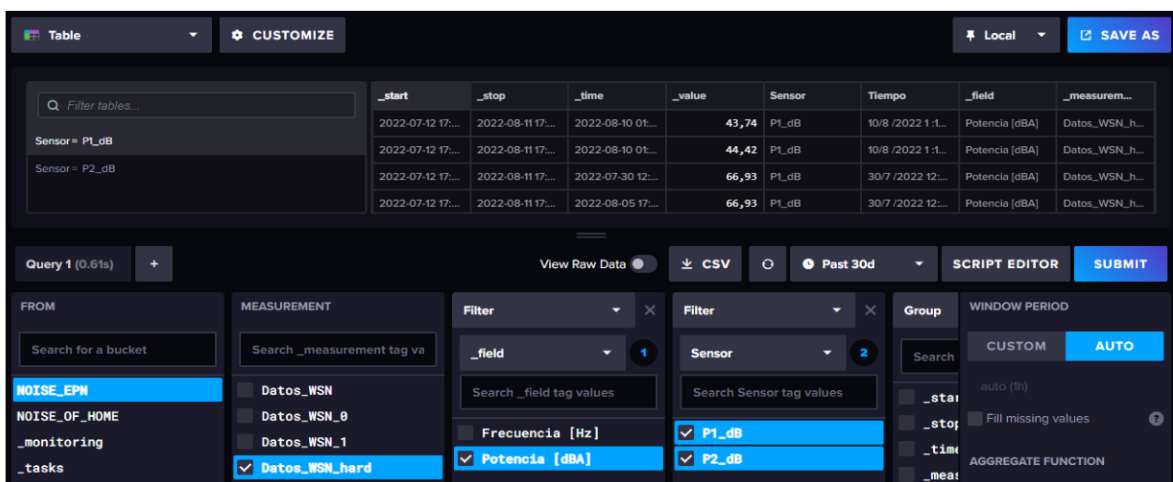 Table
CUSTOMIZE
Local
SAVE AS
Filter tables...
Sensor = P1_dB
Sensor = P2_dB
_start _stop _time _value Sensor Tiempo _field _measurem...
2022-07-12 17:... 2022-08-11 17:... 2022-08-10 01:... 43,74 P1_dB 10/8 /2022 1 :1... Potencia [dBA] Datos_WSN_h...
2022-07-12 17:... 2022-08-11 17:... 2022-08-10 01:... 44,42 P1_dB 10/8 /2022 1 :1... Potencia [dBA] Datos_WSN_h...
2022-07-12 17:... 2022-08-11 17:... 2022-07-30 12:... 66,93 P1_dB 30/7 /2022 12:... Potencia [dBA] Datos_WSN_h...
2022-07-12 17:... 2022-08-11 17:... 2022-08-05 17:... 66,93 P1_dB 30/7 /2022 12:... Potencia [dBA] Datos_WSN_h...
Query 1 (0.61s)
+
View Raw Data
CSV
Past 30d
SCRIPT EDITOR
SUBMIT
FROM
Search for a bucket
NOISE_EPN
NOISE_OF_HOME
_monitoring
_tasks
MEASUREMENT
Search _measurement tag va
Datos_WSN
Datos_WSN_0
Datos_WSN_1
Datos_WSN_hard
Filter
_field 1
Search _field tag values
Frecuencia [Hz]
Potencia [dBA]
Filter
Sensor 2
Search Sensor tag values
P1_dB
P2_dB
Group
Search
_star
_stop
_time
_meas
WINDOW PERIOD
CUSTOM
AUTO
auto (1h)
Fill missing values ?
AGGREGATE FUNCTION